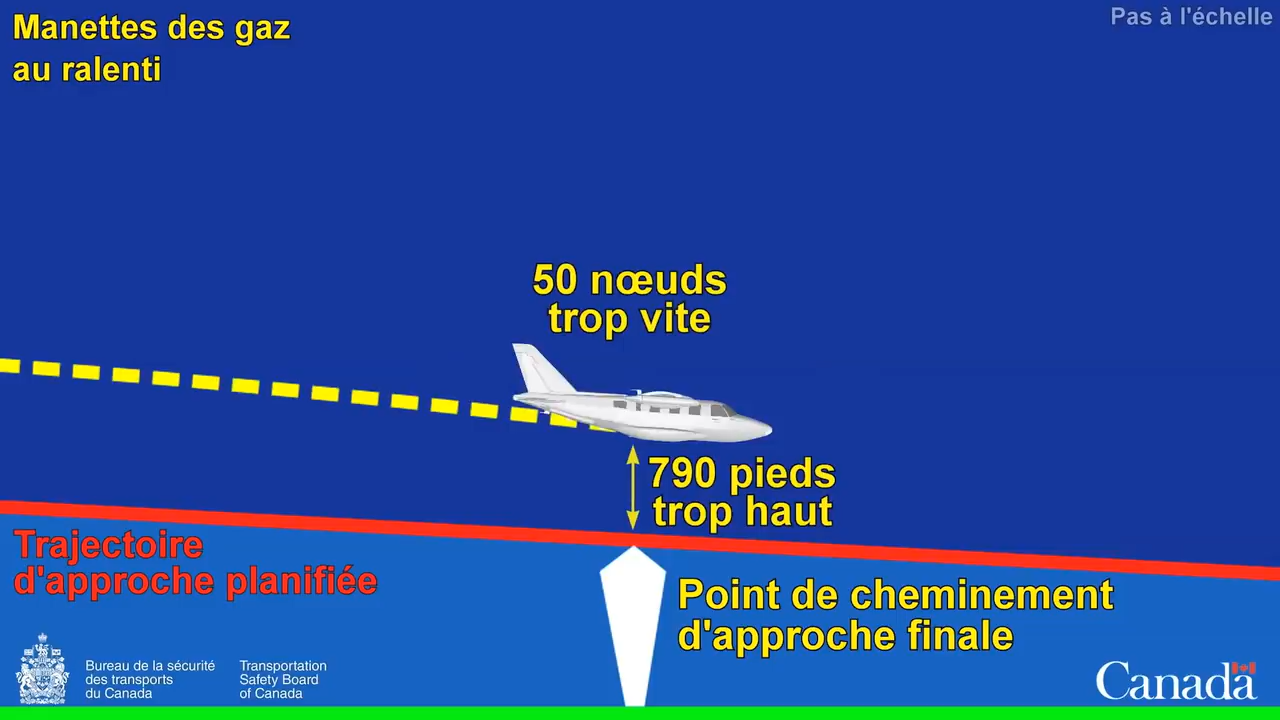 Manettes des gaz
au ralenti
Pas à l'échelle
50 nœuds
trop vite
790 pieds
trop haut
Trajectoire
d'approche planifiée
Point de cheminement
d'approche finale
Bureau de la sécurité
des transports
du Canada
Transportation
Safety Board
of Canada
Canada